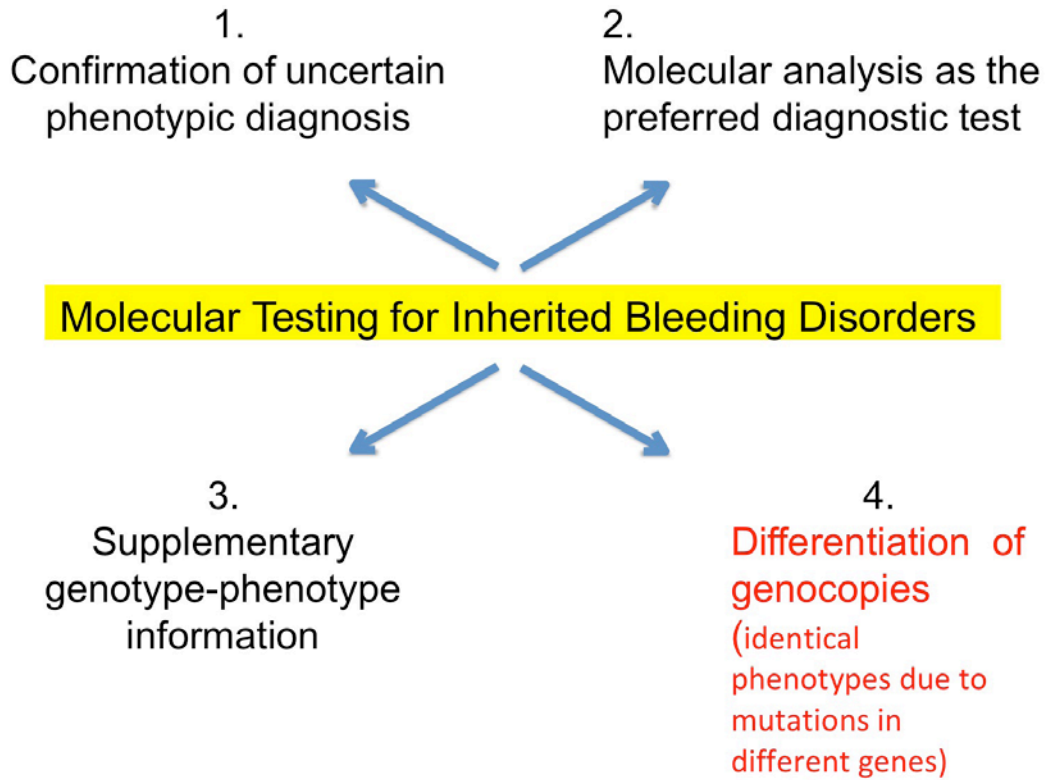 1.
Confirmation of uncertain
phenotypic diagnosis
2.
Molecular analysis as the
preferred diagnostic test
Molecular Testing for Inherited Bleeding Disorders
3.
Supplementary
genotype-phenotype
information
4.
Differentiation of
genocopies
(identical
phenotypes due to
mutations in
different genes)